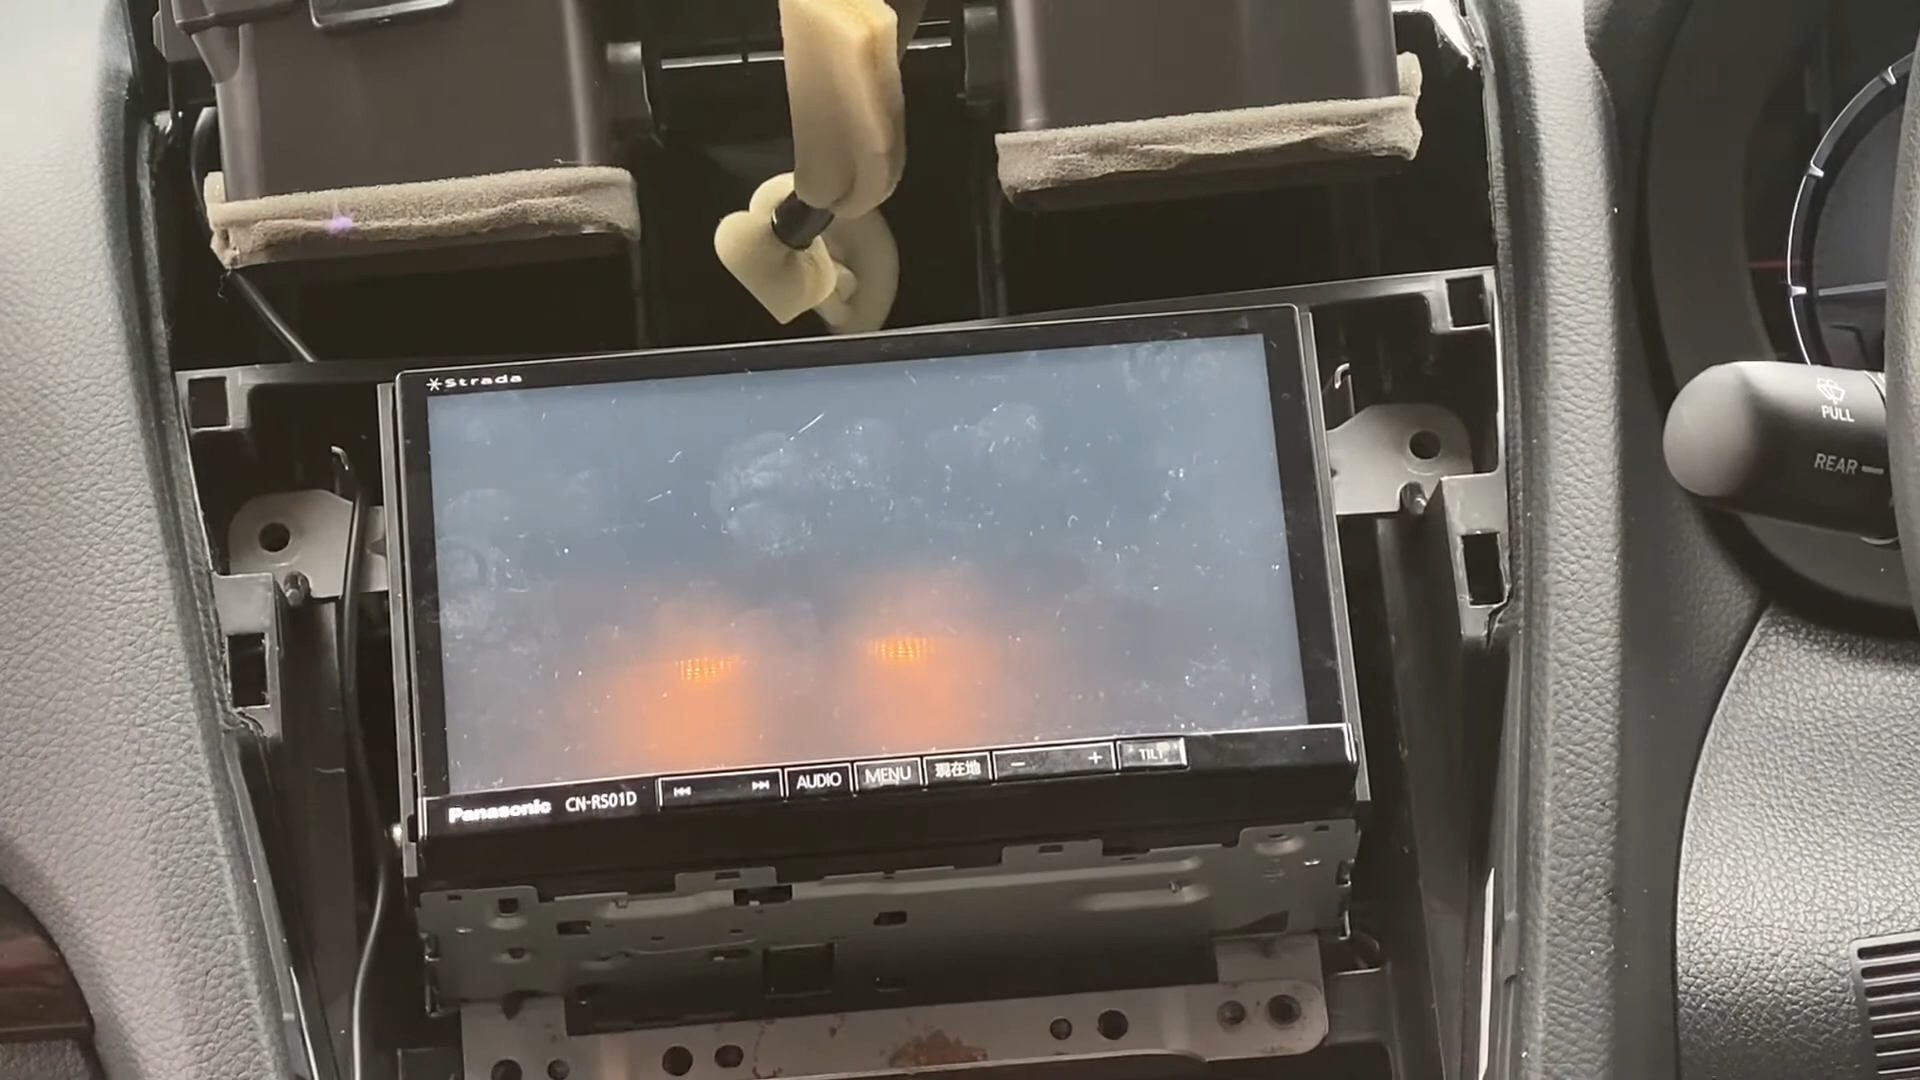 Strada
PULL
REAR
Panasonic CN-RS01D AUDIO MENU 現在地 − + TILT